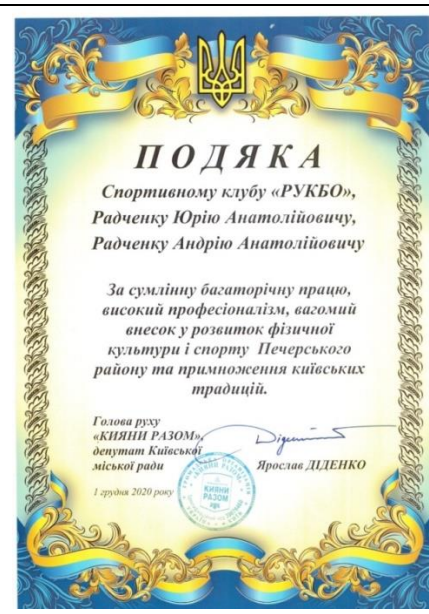 ПОДЯКА
Спортивному клубу «РУКБО»,
Радченку Юрію Анатолійовичу,
Радченку Андрію Анатолійовичу
За сумлінну багаторічну працю,
високий професіоналізм, вагомий
внесок у розвиток фізичної
культури і спорту Печерського
району та примноження київських
традицій.
Голова руху
«КИЯНИ РАЗОМ»,
депутат Київської
міської ради
Ярослав ДІДЕНКО
1 грудня 2020 року
КИЯНИ
РАЗОМ